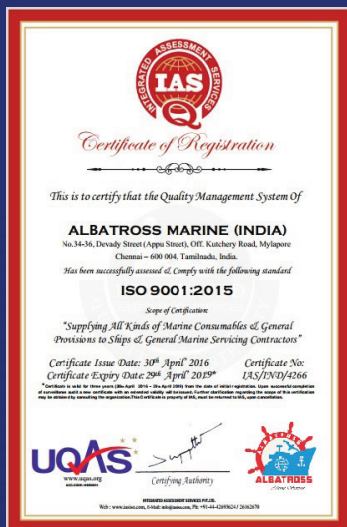 INTEGRATED ASSESSMENT SERVICES
IAS
Q
Certificate of Registration
This is to certify that the Quality Management System Of
ALBATROSS MARINE (INDIA)
No.34-36, Devady Street (Appu Street), Off. Kutchery Road, Mylapore
Chennai – 600 004. Tamilnadu, India.
Has been successfully assessed & Comply with the following standard
ISO 9001:2015
Scope of Certification:
"Supplying All Kinds of Marine Consumables & General
Provisions to Ships & General Marine Servicing Contractors"
Certificate Issue Date: 30th April 2016 Certificate No:
Certificate Expiry Date: 29th April 2019* IAS/IND/4266
UQAS
www.uqas.org
Certifying Authority
ALBATROSS
INTEGRATED ASSESSMENT SERVICES PVT.LTD.